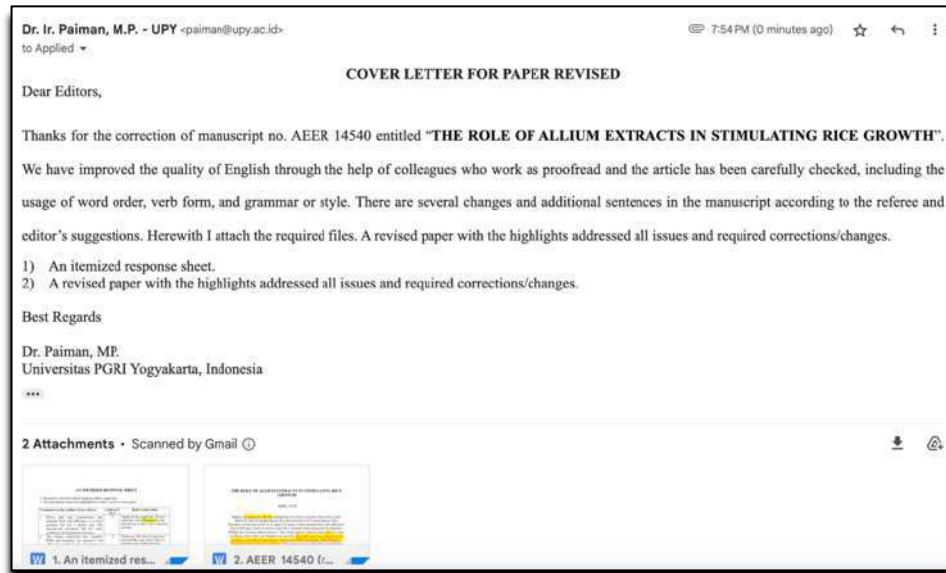 Dr. Ir. Paiman, M.P. - UPY <paiman@upy.ac.id>
7:54 PM (0 minutes ago)
to Applied
COVER LETTER FOR PAPER REVISED
Dear Editors,
Thanks for the correction of manuscript no. AEER 14540 entitled “THE ROLE OF ALLIUM EXTRACTS IN STIMULATING RICE GROWTH”.
We have improved the quality of English through the help of colleagues who work as proofread and the article has been carefully checked, including the
usage of word order, verb form, and grammar or style. There are several changes and additional sentences in the manuscript according to the referee and
editor’s suggestions. Herewith I attach the required files. A revised paper with the highlights addressed all issues and required corrections/changes.
1) An itemized response sheet.
2) A revised paper with the highlights addressed all issues and required corrections/changes.
Best Regards
Dr. Paiman, MP.
Universitas PGRI Yogyakarta, Indonesia
2 Attachments • Scanned by Gmail
AN ITEMIZED RESPONSE SHEET
THE ROLE OF ALLIUM EXTRACTS IN STIMULATING RICE
GROWTH
W 1. An itemized res...
W 2. AEER 14540 (r...